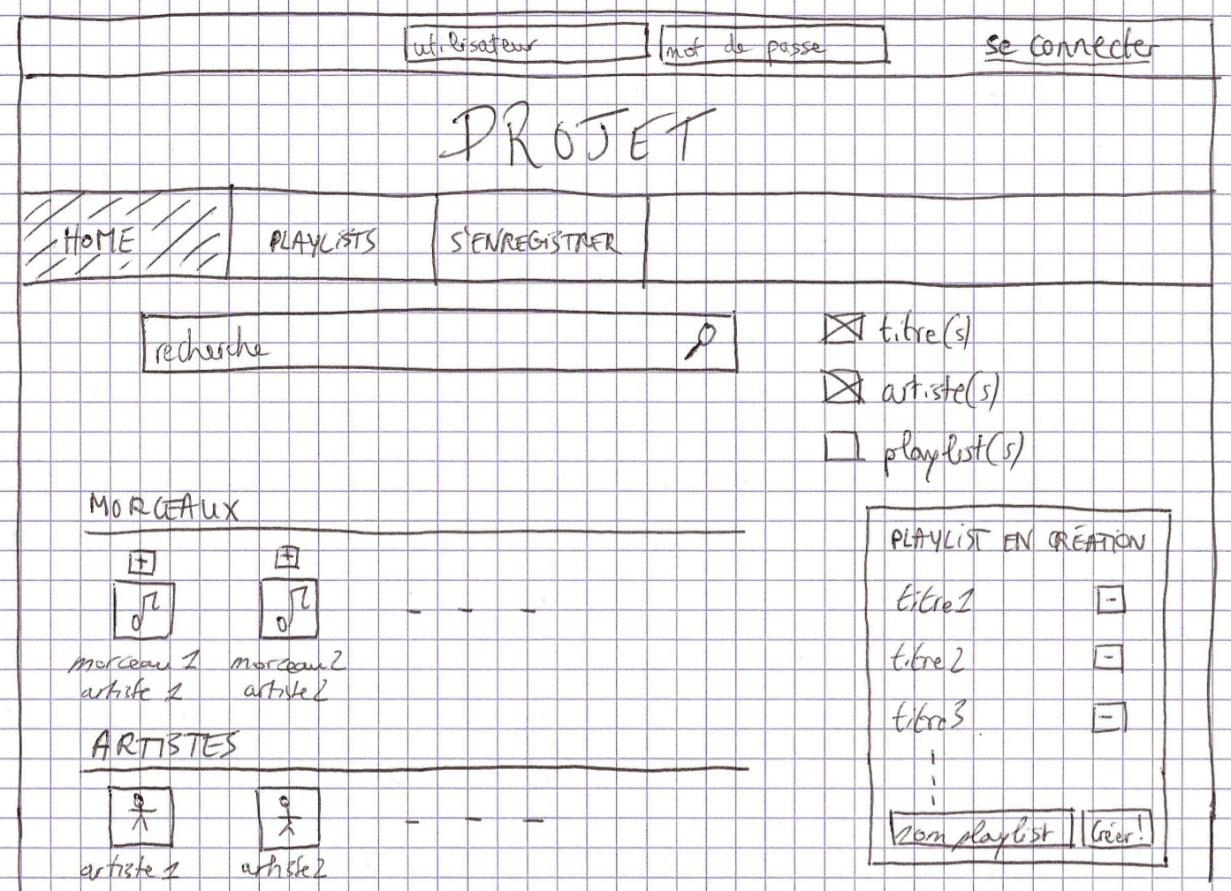 utilisateur mot de passe se connecter
PROJET
HOME PLAYLISTS S'ENREGISTRER
recherche
titre(s)
artiste(s)
playlist(s)
MORCEAUX
+ +
morceau 1 morceau 2
artiste 1 artiste 2
ARTISTES
artiste 1 artiste 2
PLAYLIST EN CRÉATION
titre 1 -
titre 2 -
titre 3 -
nom playlist Créer!